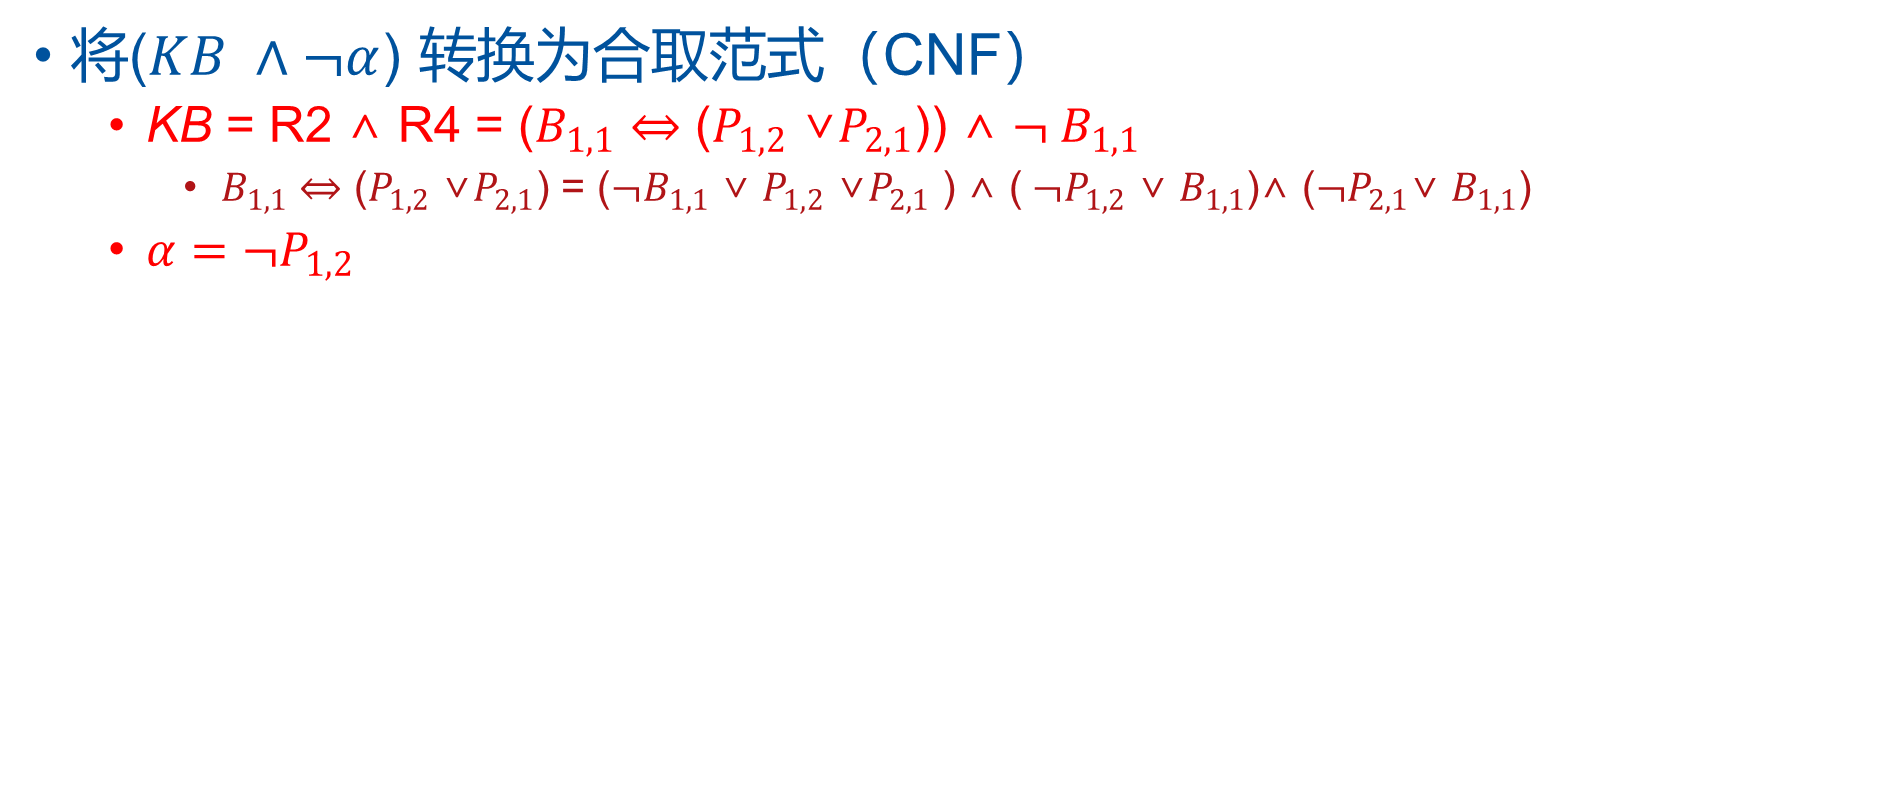 • 将(𝐾𝐵 ∧¬𝛼) 转换为合取范式（CNF）
• KB = R2 ∧ R4 = (𝐵1,1 ⇔ (𝑃1,2 ∨𝑃2,1)) ∧ ¬ 𝐵1,1
• 𝐵1,1 ⇔ (𝑃1,2 ∨𝑃2,1) = (¬𝐵1,1 ∨ 𝑃1,2 ∨𝑃2,1 ) ∧ ( ¬𝑃1,2 ∨ 𝐵1,1)∧ (¬𝑃2,1∨ 𝐵1,1)
• 𝛼 = ¬𝑃1,2